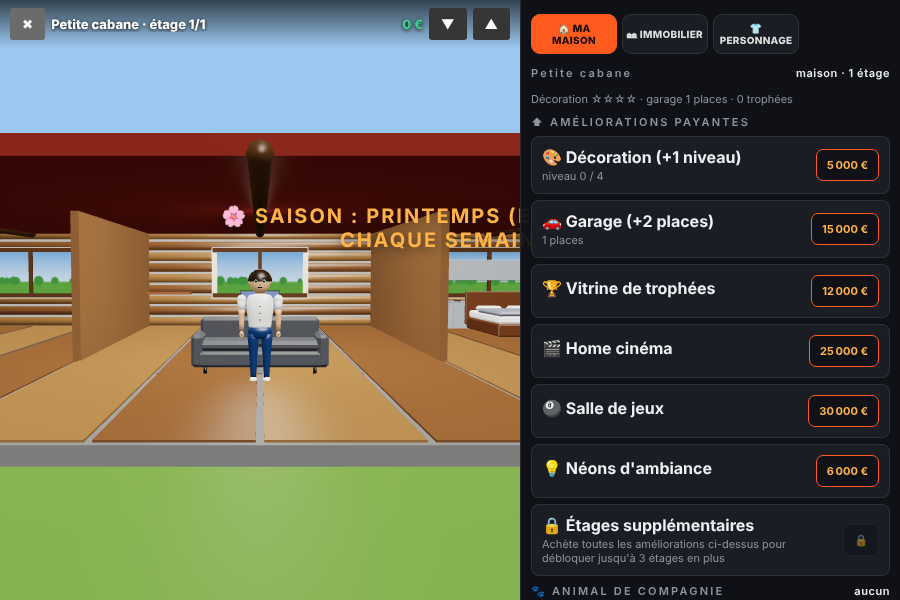 ✖ Petite cabane · étage 1/1 0 € ▼ ▲
SAISON : PRINTEMPS (
CHAQUE SEMAIN
MA MAISON
IMMOBILIER
PERSONNAGE
Petite cabane maison · 1 étage
Décoration ☆☆☆☆ · garage 1 places · 0 trophées
AMÉLIORATIONS PAYANTES
Décoration (+1 niveau) 5 000 €
niveau 0 / 4
Garage (+2 places) 15 000 €
1 places
Vitrine de trophées 12 000 €
Home cinéma 25 000 €
Salle de jeux 30 000 €
Néons d'ambiance 6 000 €
Étages supplémentaires
Achète toutes les améliorations ci-dessus pour
débloquer jusqu'à 3 étages en plus
ANIMAL DE COMPAGNIE aucun